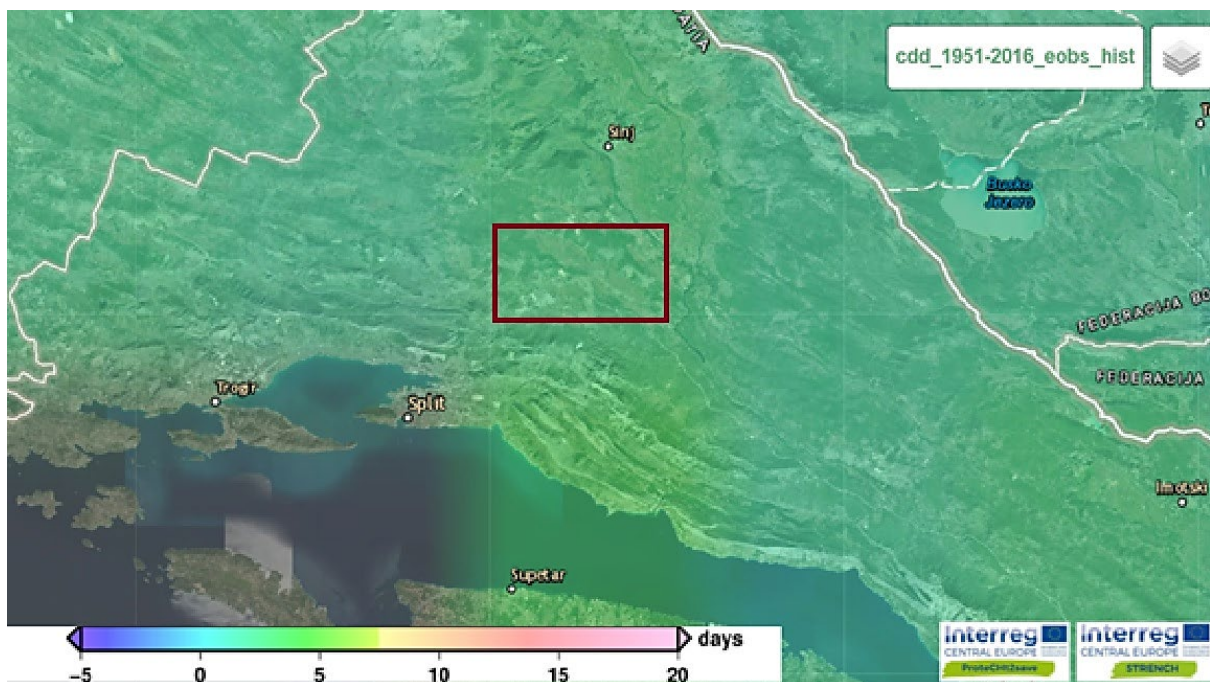 cdd_1951-2016_eobs_hist
Sinj
Busko
Jezero
FEDERACIJA BO
FEDERACIJA
Trogir
Split
Imotski
Supetar
days
−5 0 5 10 15 20
Interreg
CENTRAL EUROPE
ProteCHt2save
Interreg
CENTRAL EUROPE
STRENCH